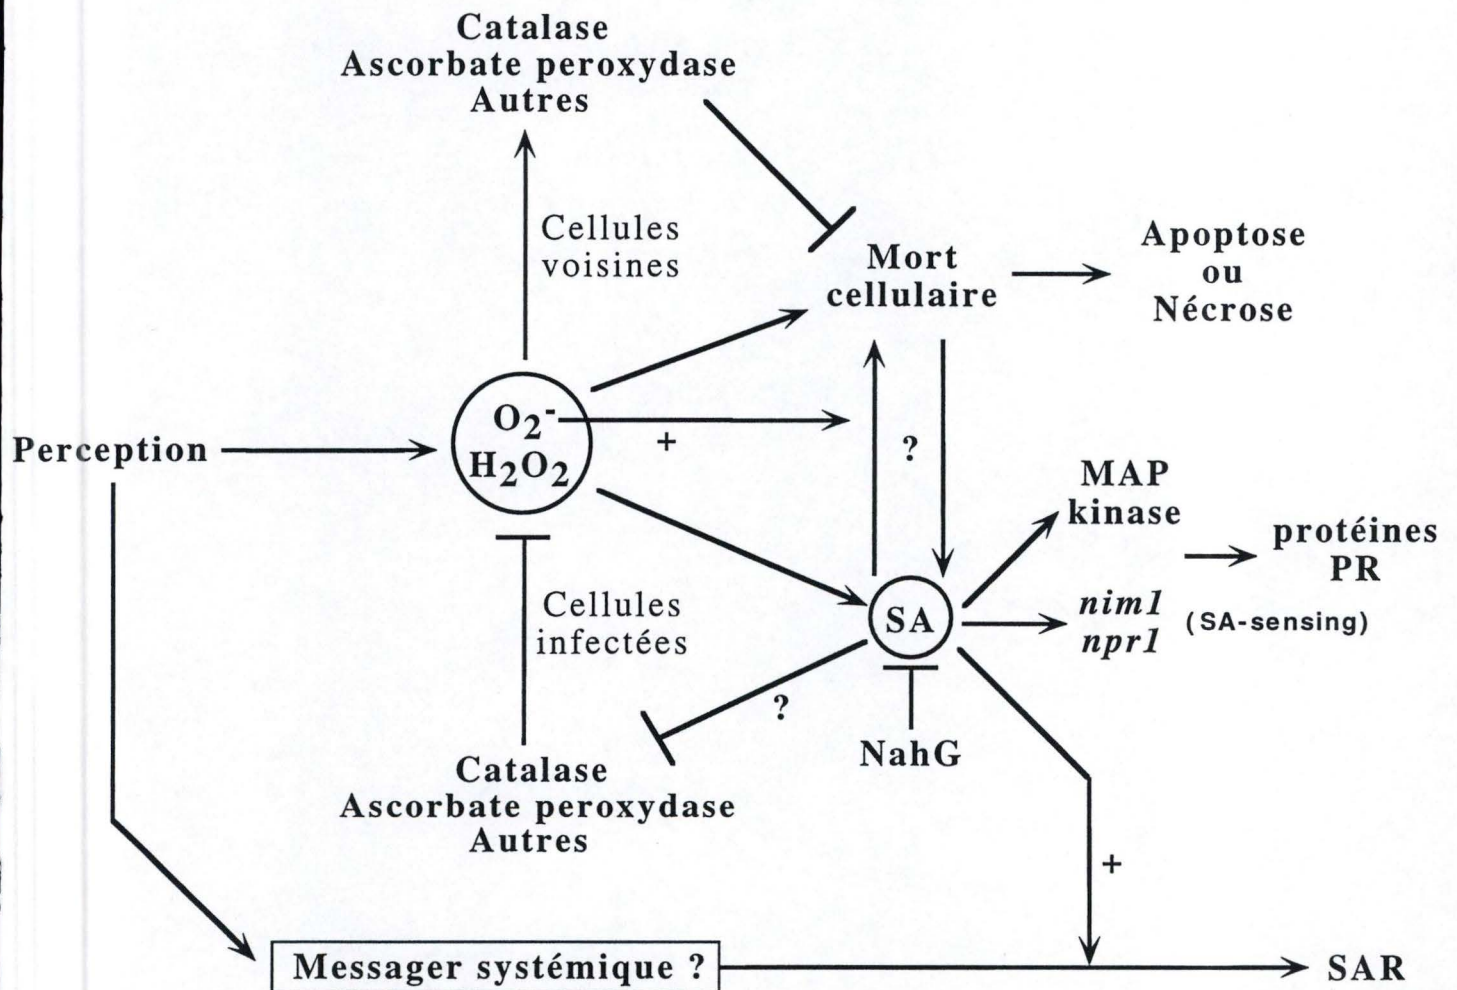 Catalase
Ascorbate peroxydase
Autres
Cellules
voisines
Mort
cellulaire
Apoptose
ou
Nécrose
O2-
H2O2
+
Perception
?
MAP
kinase
protéines
PR
Cellules
infectées
SA
nim1
npr1
(SA-sensing)
?
NahG
Catalase
Ascorbate peroxydase
Autres
+
Messager systémique ?
SAR